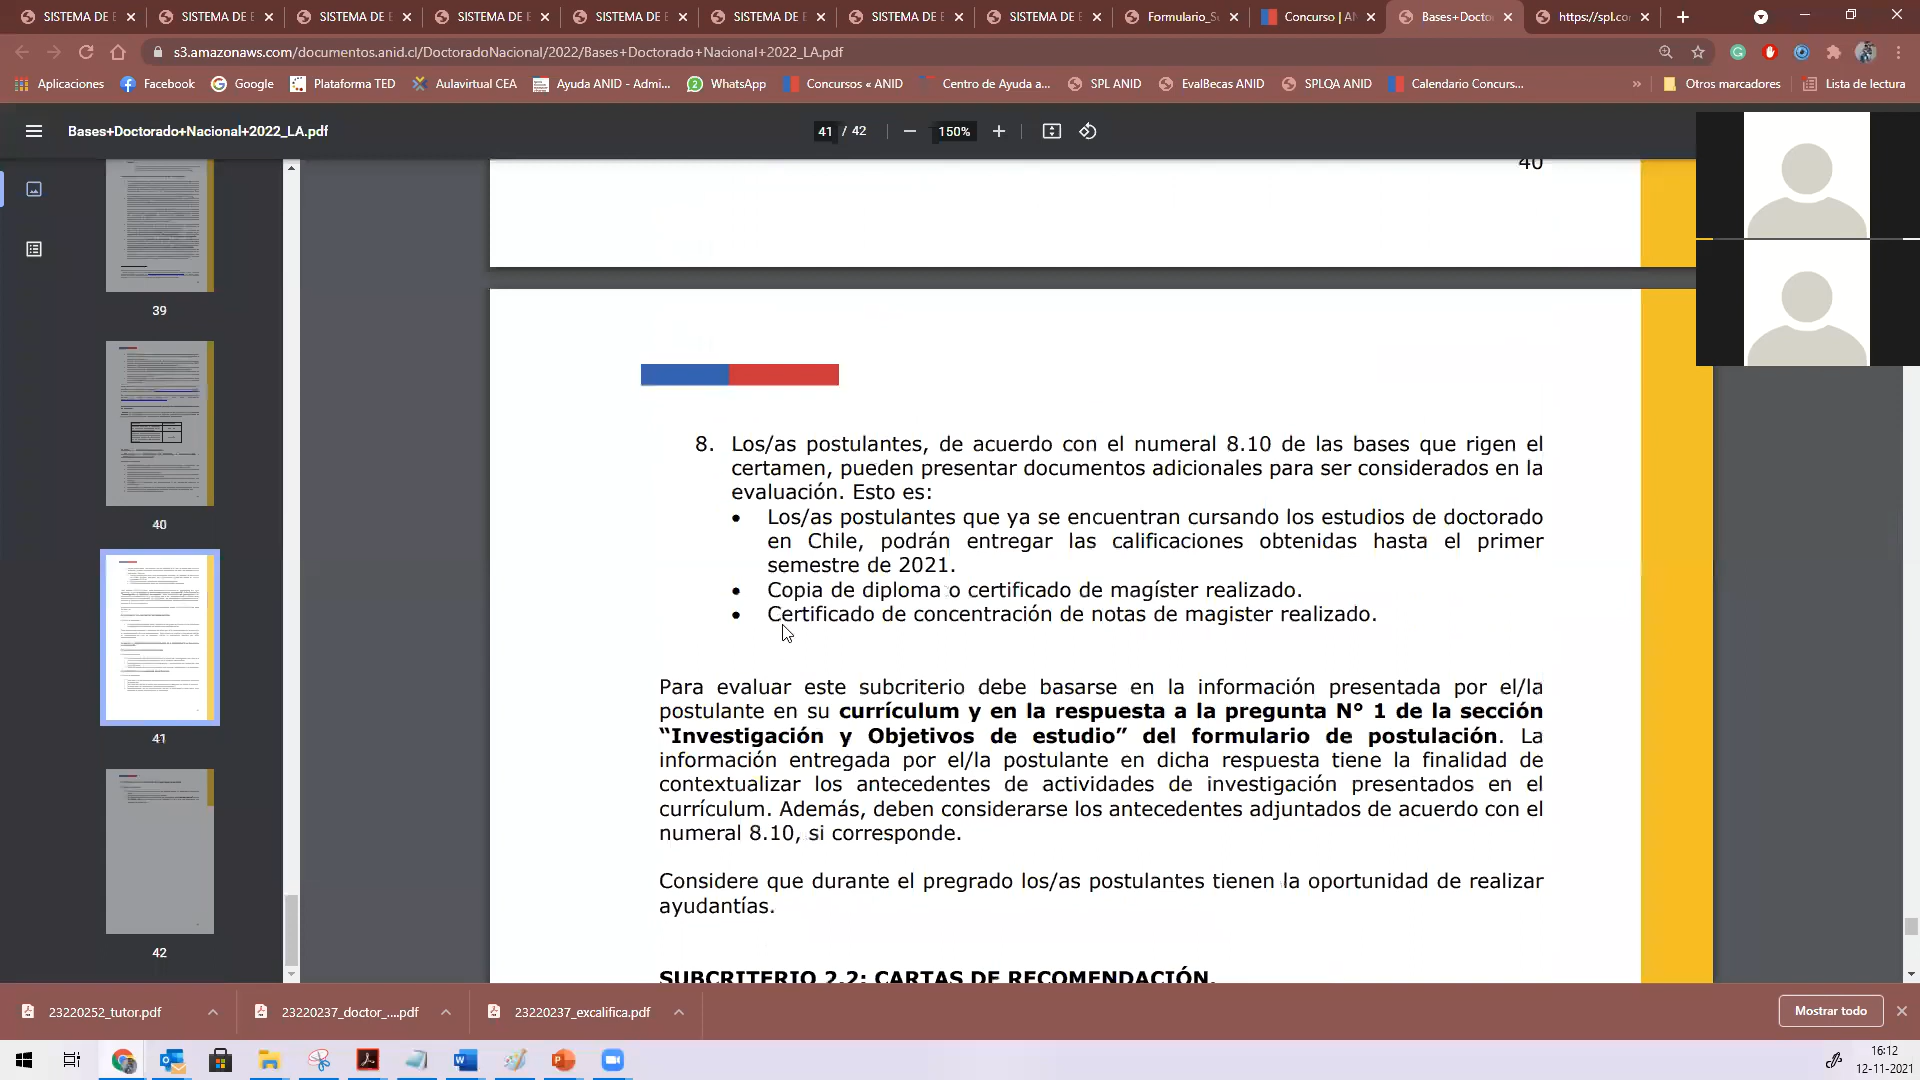 SISTEMA DE E
SISTEMA DE E
SISTEMA DE E
SISTEMA DE E
SISTEMA DE E
SISTEMA DE E
SISTEMA DE E
SISTEMA DE E
Formulario_Su
Concurso | AN
Bases+Docto
https://spl.co
s3.amazonaws.com/documentos.anid.cl/DoctoradoNacional/2022/Bases+Doctorado+Nacional+2022_LA.pdf
Aplicaciones
Facebook
Google
Plataforma TED
Aulavirtual CEA
Ayuda ANID - Admi...
WhatsApp
Concursos « ANID
Centro de Ayuda a...
SPL ANID
EvalBecas ANID
SPLQA ANID
Calendario Concurs...
»
Otros marcadores
Lista de lectura
Bases+Doctorado+Nacional+2022_LA.pdf
41 / 42
150%
39
40
41
42
40
8. Los/as postulantes, de acuerdo con el numeral 8.10 de las bases que rigen el
certamen, pueden presentar documentos adicionales para ser considerados en la
evaluación. Esto es:
• Los/as postulantes que ya se encuentran cursando los estudios de doctorado
en Chile, podrán entregar las calificaciones obtenidas hasta el primer
semestre de 2021.
• Copia de diploma o certificado de magíster realizado.
• Certificado de concentración de notas de magister realizado.
Para evaluar este subcriterio debe basarse en la información presentada por el/la
postulante en su currículum y en la respuesta a la pregunta N° 1 de la sección
“Investigación y Objetivos de estudio” del formulario de postulación. La
información entregada por el/la postulante en dicha respuesta tiene la finalidad de
contextualizar los antecedentes de actividades de investigación presentados en el
currículum. Además, deben considerarse los antecedentes adjuntados de acuerdo con el
numeral 8.10, si corresponde.
Considere que durante el pregrado los/as postulantes tienen la oportunidad de realizar
ayudantías.
SUBCRITERIO 2.2: CARTAS DE RECOMENDACIÓN.
23220252_tutor.pdf
23220237_doctor_....pdf
23220237_excalifica.pdf
Mostrar todo
16:12
12-11-2021